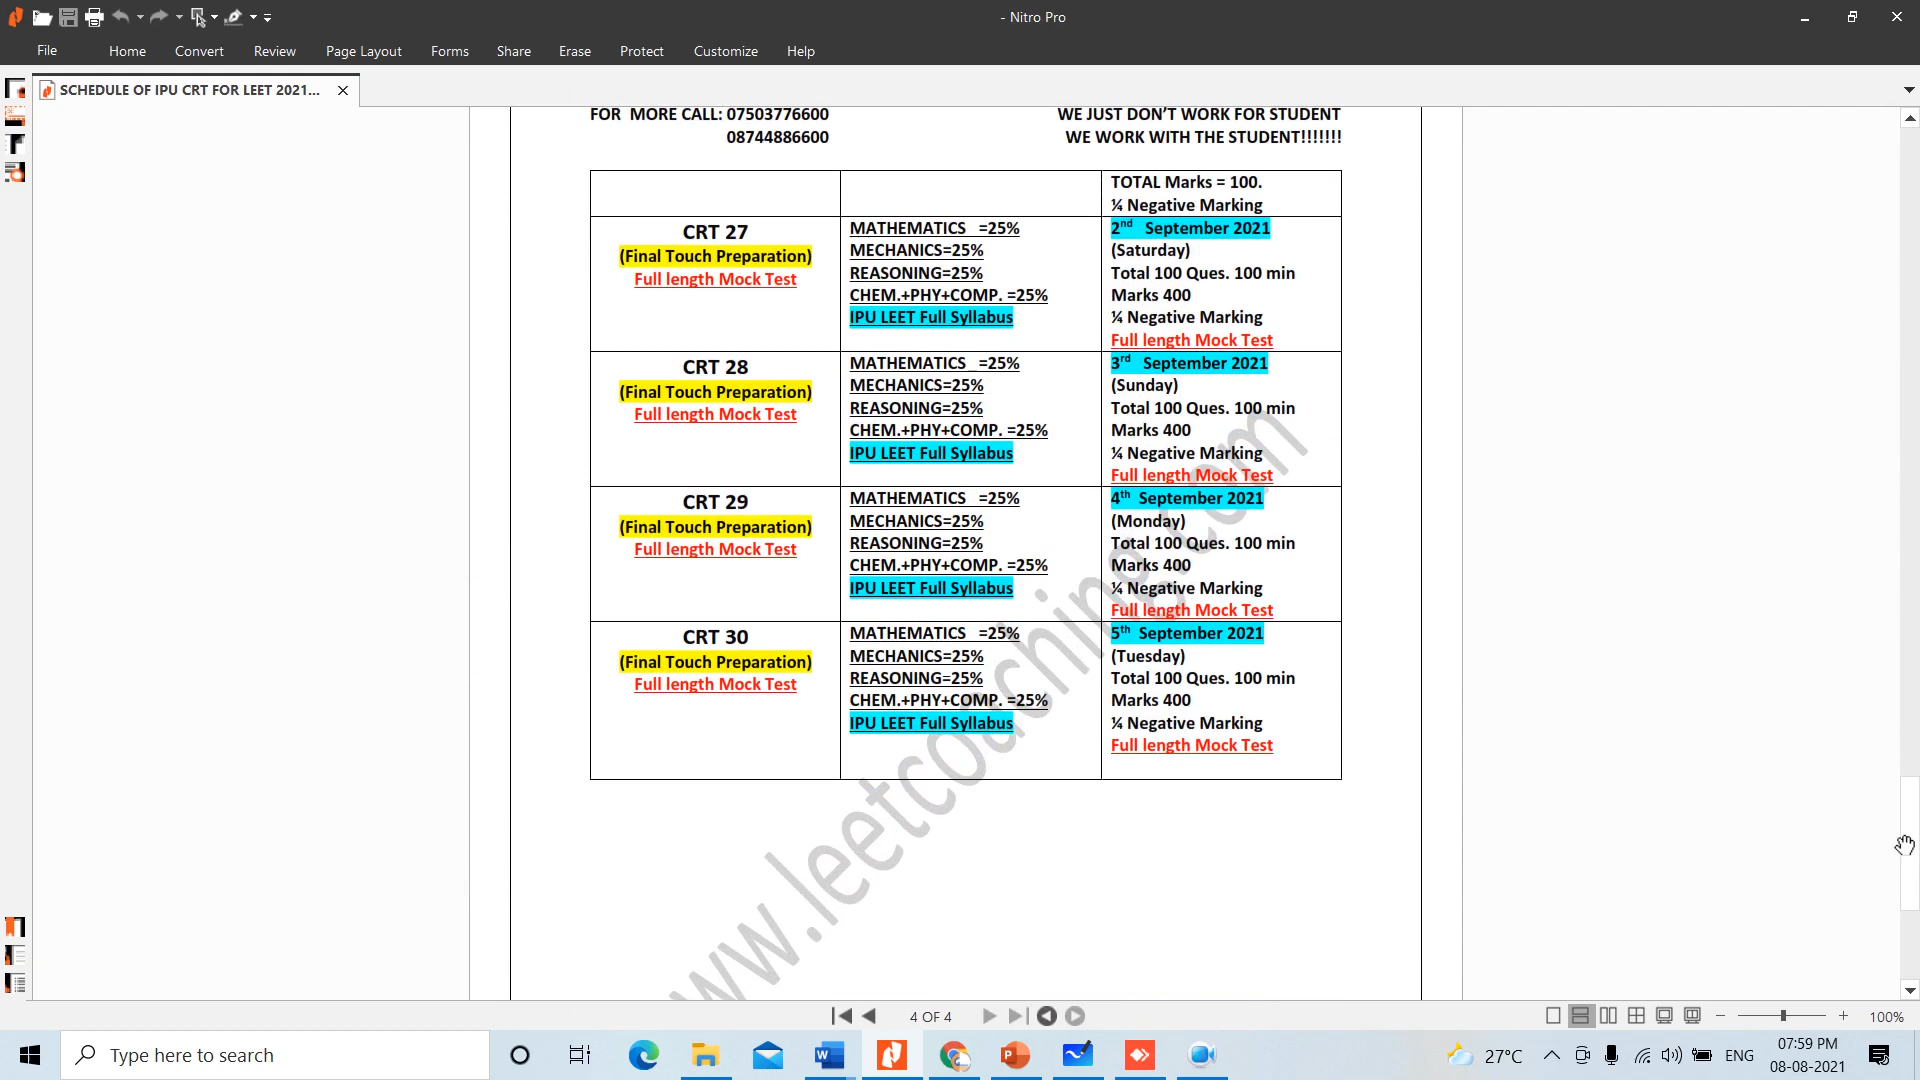 - Nitro Pro
File Home Convert Review Page Layout Forms Share Erase Protect Customize Help
SCHEDULE OF IPU CRT FOR LEET 2021...
FOR MORE CALL: 07503776600
08744886600
WE JUST DON'T WORK FOR STUDENT
WE WORK WITH THE STUDENT!!!!!!!
TOTAL Marks = 100.
¼ Negative Marking
CRT 27
(Final Touch Preparation)
Full length Mock Test
MATHEMATICS =25%
MECHANICS=25%
REASONING=25%
CHEM.+PHY+COMP. =25%
IPU LEET Full Syllabus
2nd September 2021
(Saturday)
Total 100 Ques. 100 min
Marks 400
¼ Negative Marking
Full length Mock Test
CRT 28
(Final Touch Preparation)
Full length Mock Test
MATHEMATICS =25%
MECHANICS=25%
REASONING=25%
CHEM.+PHY+COMP. =25%
IPU LEET Full Syllabus
3rd September 2021
(Sunday)
Total 100 Ques. 100 min
Marks 400
¼ Negative Marking
Full length Mock Test
CRT 29
(Final Touch Preparation)
Full length Mock Test
MATHEMATICS =25%
MECHANICS=25%
REASONING=25%
CHEM.+PHY+COMP. =25%
IPU LEET Full Syllabus
4th September 2021
(Monday)
Total 100 Ques. 100 min
Marks 400
¼ Negative Marking
Full length Mock Test
CRT 30
(Final Touch Preparation)
Full length Mock Test
MATHEMATICS =25%
MECHANICS=25%
REASONING=25%
CHEM.+PHY+COMP. =25%
IPU LEET Full Syllabus
5th September 2021
(Tuesday)
Total 100 Ques. 100 min
Marks 400
¼ Negative Marking
Full length Mock Test
ww.leetcoaching.com
4 OF 4
100%
Type here to search
27°C
ENG
07:59 PM
08-08-2021